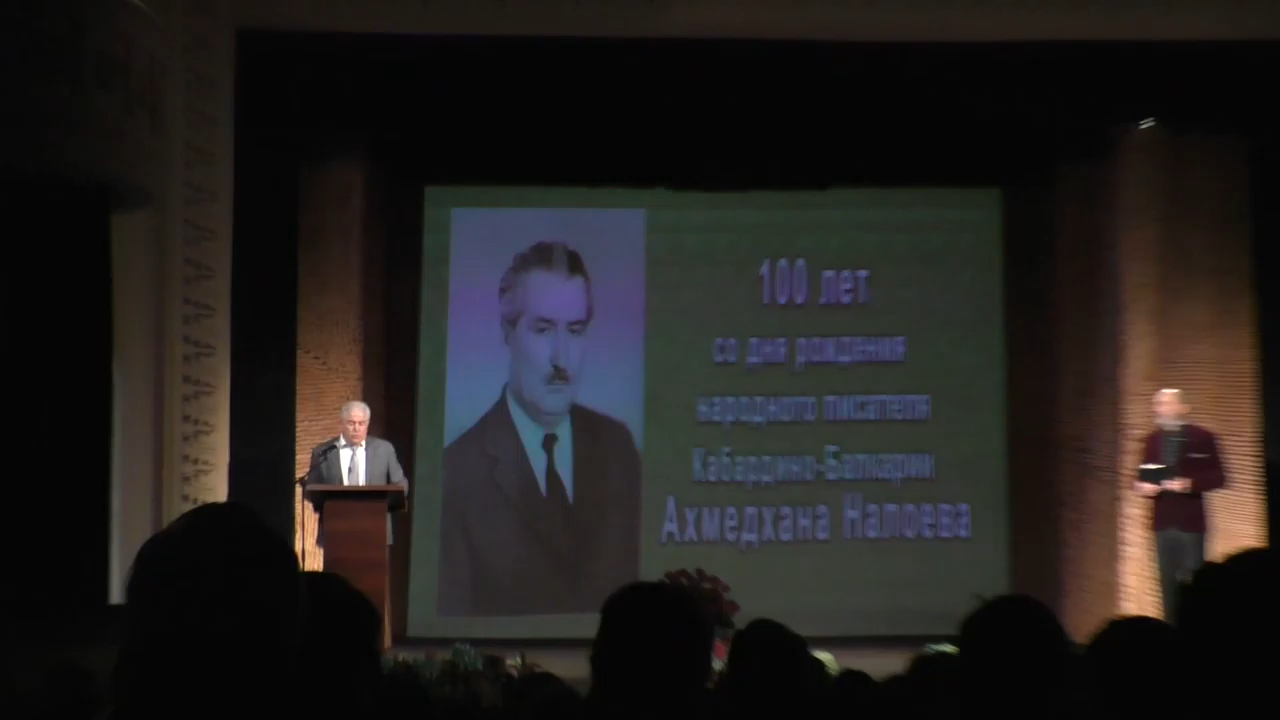 100 лет
со дня рождения
народного писателя
Кабардино-Балкарии
Ахмедхана Налоева